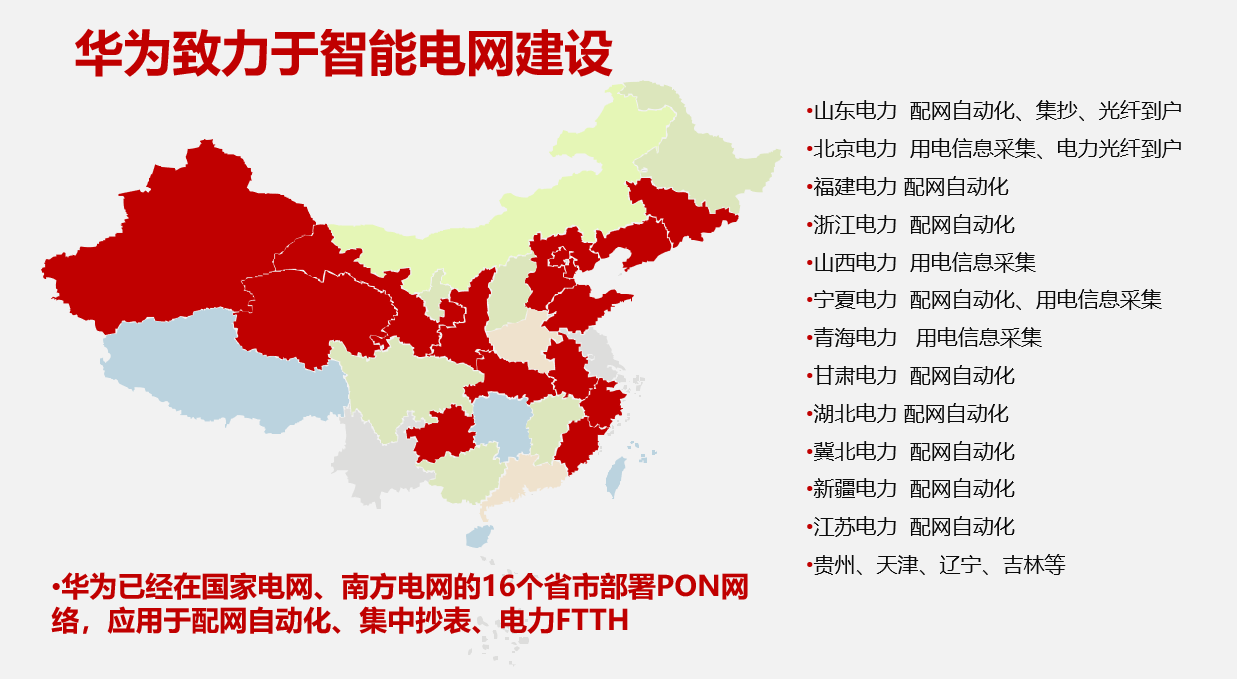 华为致力于智能电网建设
•山东电力 配网自动化、集抄、光纤到户
•北京电力 用电信息采集、电力光纤到户
•福建电力 配网自动化
•浙江电力 配网自动化
•山西电力 用电信息采集
•宁夏电力 配网自动化、用电信息采集
•青海电力 用电信息采集
•甘肃电力 配网自动化
•湖北电力 配网自动化
•冀北电力 配网自动化
•新疆电力 配网自动化
•江苏电力 配网自动化
•贵州、天津、辽宁、吉林等
•华为已经在国家电网、南方电网的16个省市部署PON网
络，应用于配网自动化、集中抄表、电力FTTH